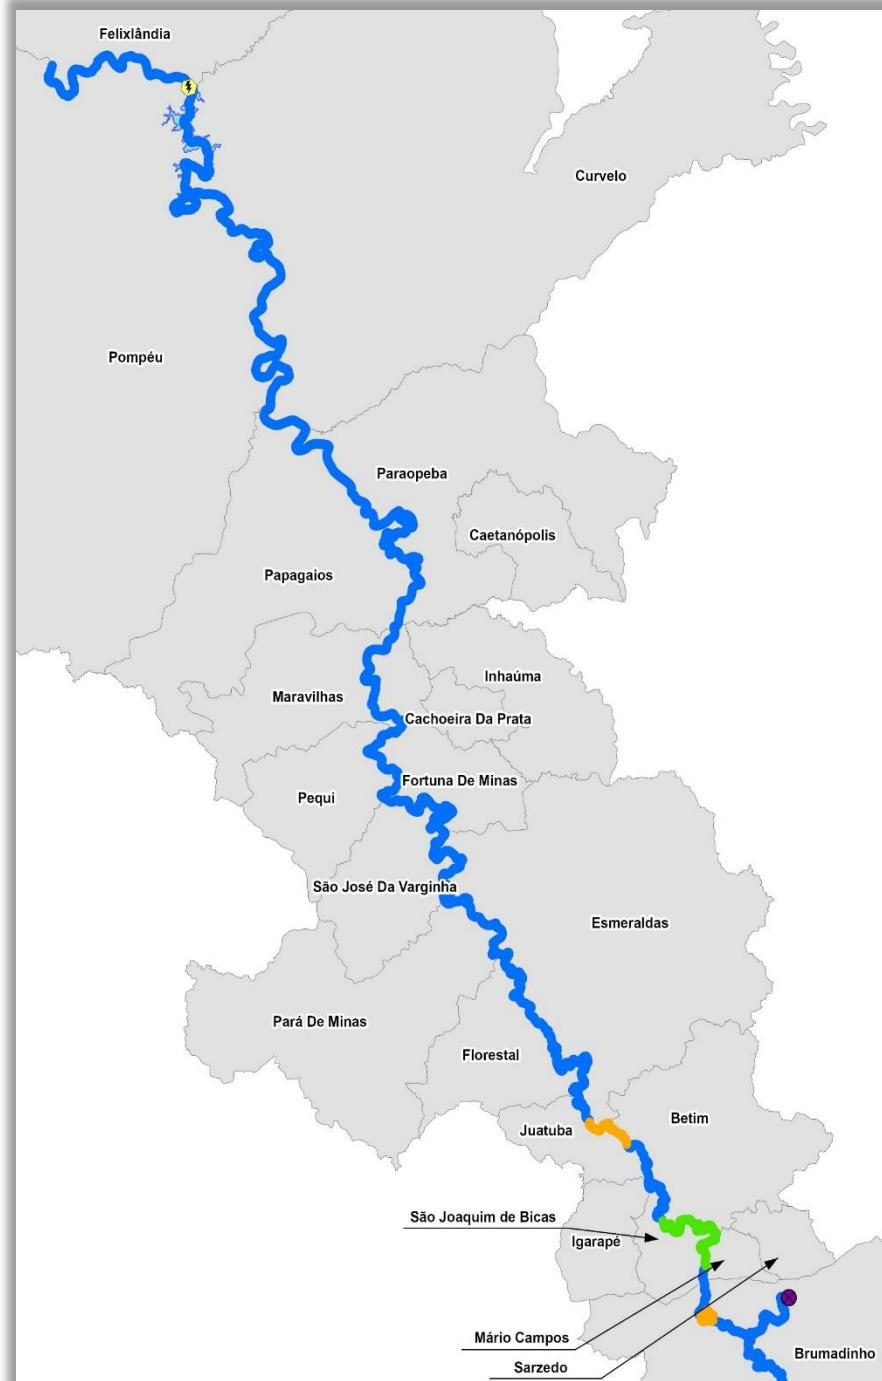 Felixlândia
Curvelo
Pompéu
Paraopeba
Caetanópolis
Papagaios
Inhaúma
Maravilhas
Cachoeira Da Prata
Fortuna De Minas
Pequi
São José Da Varginha
Esmeraldas
Pará De Minas
Florestal
Betim
Juatuba
São Joaquim de Bicas
Igarapé
Mário Campos
Brumadinho
Sarzedo